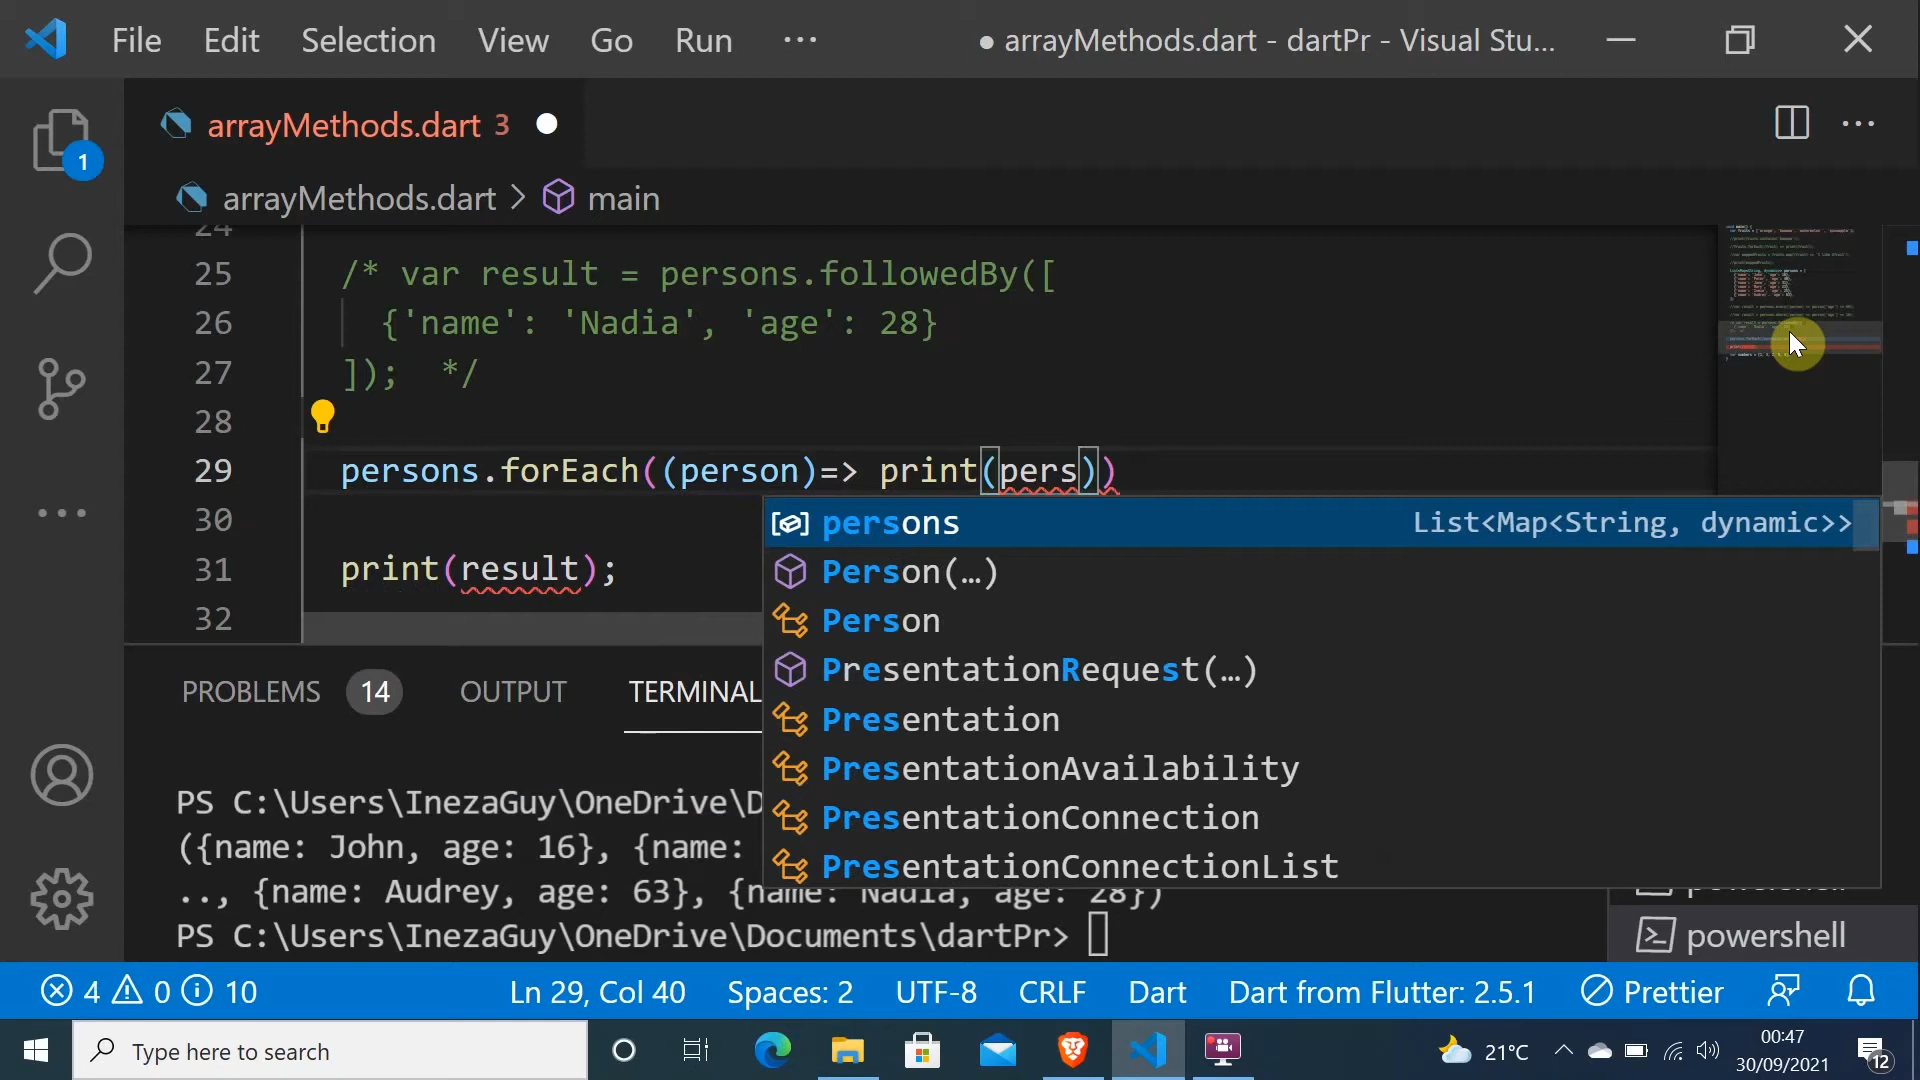 File Edit Selection View Go Run ··· ● arrayMethods.dart - dartPr - Visual Stu...
arrayMethods.dart 3
1
arrayMethods.dart > main
24
25 /* var result = persons.followedBy([
26 {'name': 'Nadia', 'age': 28}
27 ]);  */
28
29 persons.forEach((person)=> print(pers))
30
31 print(result);
32
persons List<Map<String, dynamic>>
Person(…)
Person
PresentationRequest(…)
Presentation
PresentationAvailability
PresentationConnection
PresentationConnectionList
PROBLEMS 14 OUTPUT TERMINAL
PS C:\Users\InezaGuy\OneDrive\D
({name: John, age: 16}, {name:
.., {name: Audrey, age: 63}, {name: Nadia, age: 28})
PS C:\Users\InezaGuy\OneDrive\Documents\dartPr>
powershell
powershell
4 0 10 Ln 29, Col 40 Spaces: 2 UTF-8 CRLF Dart Dart from Flutter: 2.5.1 Prettier
Type here to search
21°C
00:47
30/09/2021
12